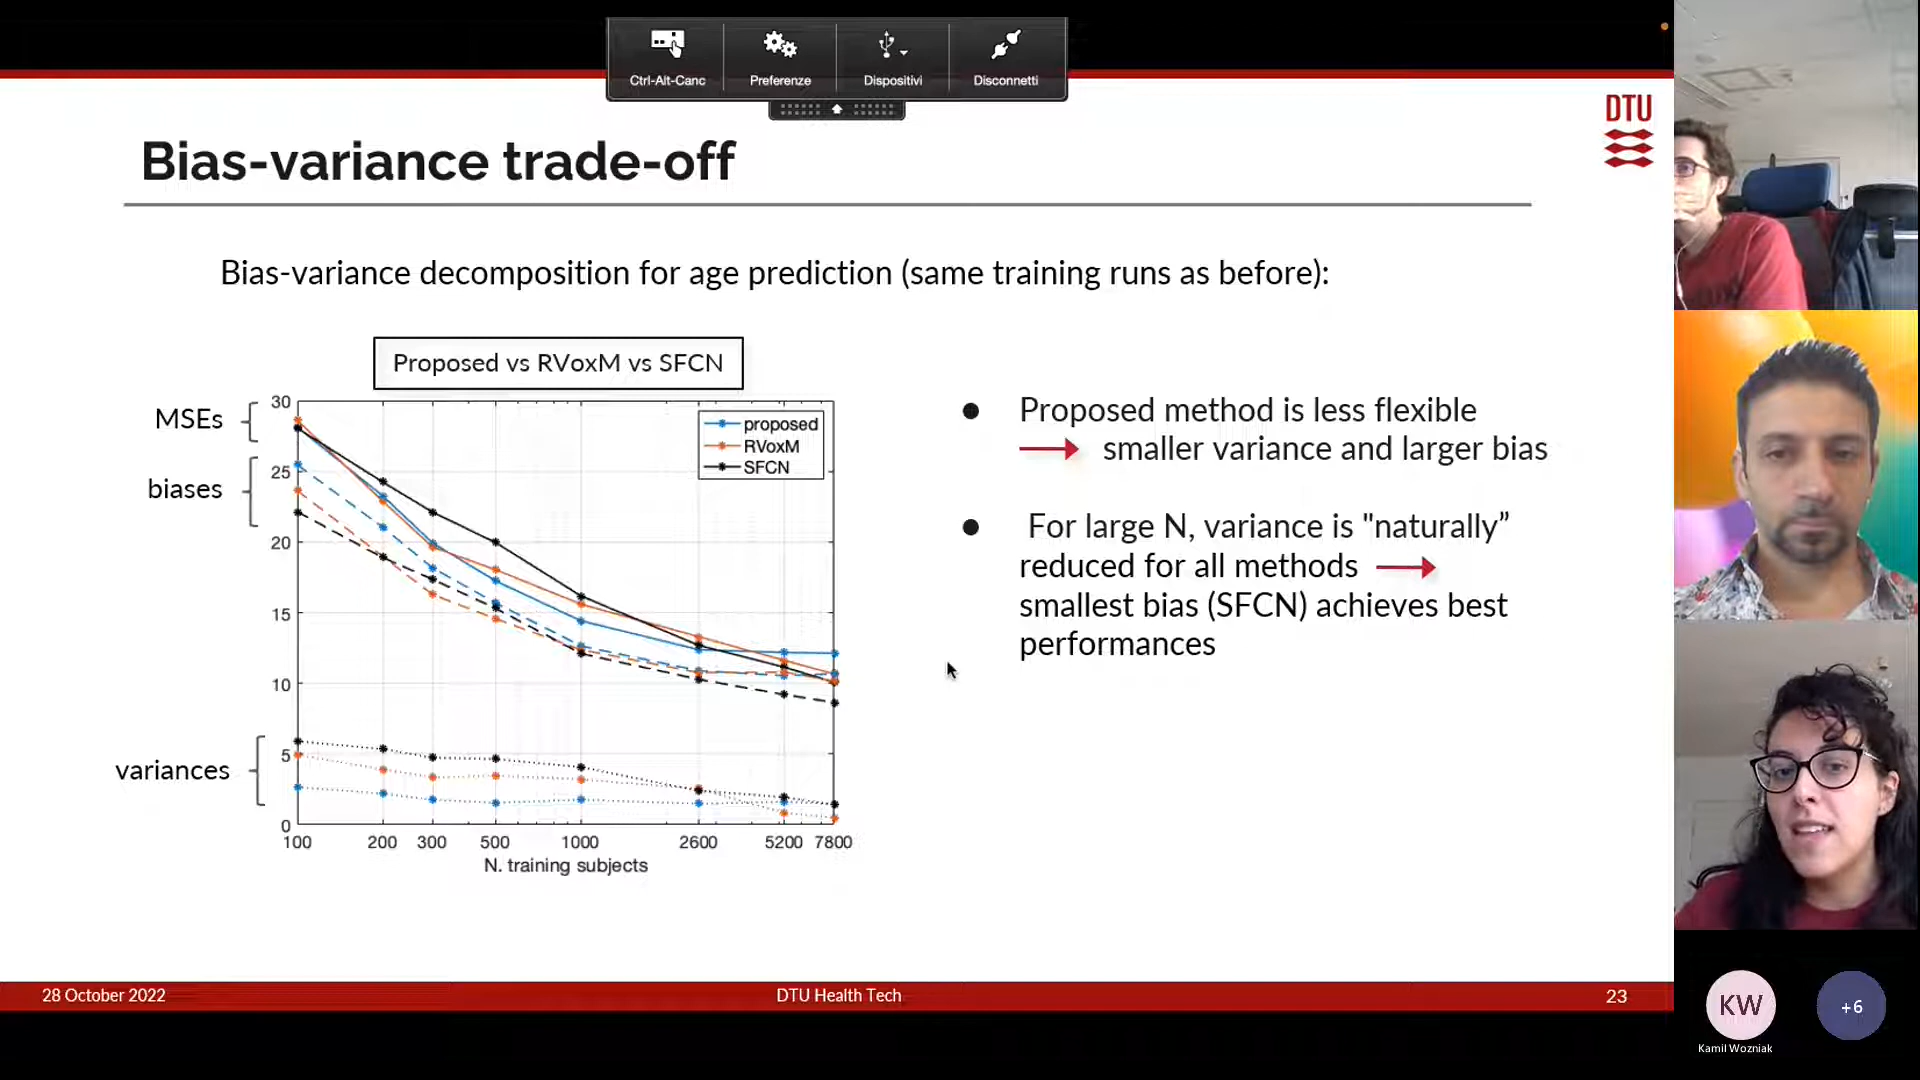 Ctrl-Alt-Canc Preferenze Dispositivi Disconnetti
DTU
Bias-variance trade-off
Bias-variance decomposition for age prediction (same training runs as before):
Proposed vs RVoxM vs SFCN
MSEs
biases
variances
30
25
20
15
10
5
0
proposed
RVoxM
SFCN
100 200 300 500 1000 2600 5200 7800
N. training subjects
Proposed method is less flexible
smaller variance and larger bias
For large N, variance is "naturally”
reduced for all methods
smallest bias (SFCN) achieves best
performances
28 October 2022 DTU Health Tech 23
KW
Kamil Wozniak
+6